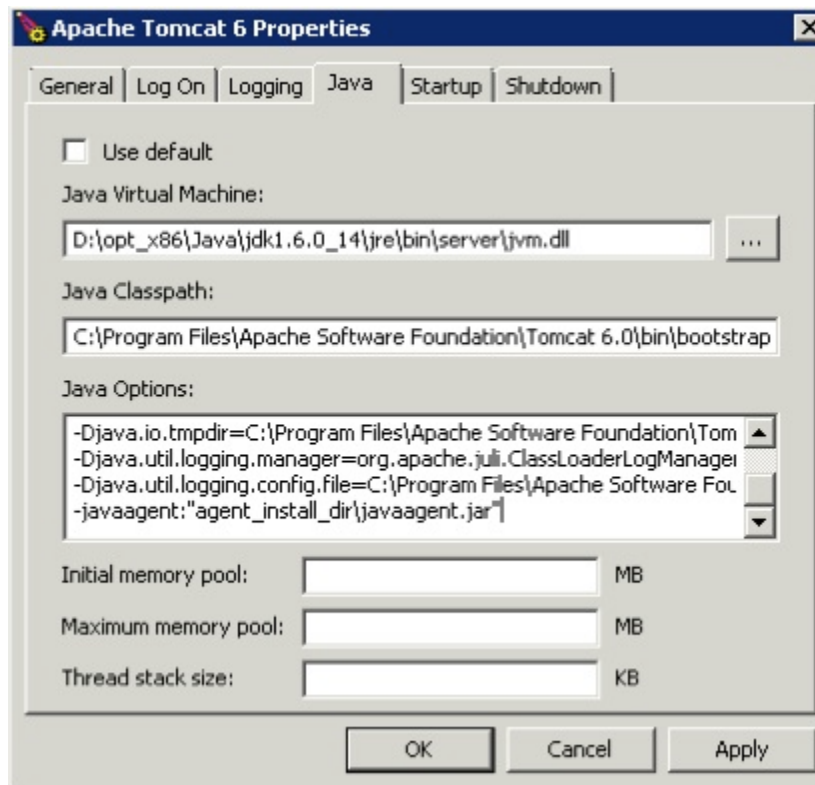 Apache Tomcat 6 Properties
General Log On Logging Java Startup Shutdown
Use default
Java Virtual Machine:
D:\opt_x86\Java\jdk1.6.0_14\jre\bin\server\jvm.dll
...
Java Classpath:
C:\Program Files\Apache Software Foundation\Tomcat 6.0\bin\bootstrap
Java Options:
-Djava.io.tmpdir=C:\Program Files\Apache Software Foundation\Tom
-Djava.util.logging.manager=org.apache.juli.ClassLoaderLogManager
-Djava.util.logging.config.file=C:\Program Files\Apache Software Fou
-javaagent:"agent_install_dir\javaagent.jar"
Initial memory pool: MB
Maximum memory pool: MB
Thread stack size: KB
OK Cancel Apply